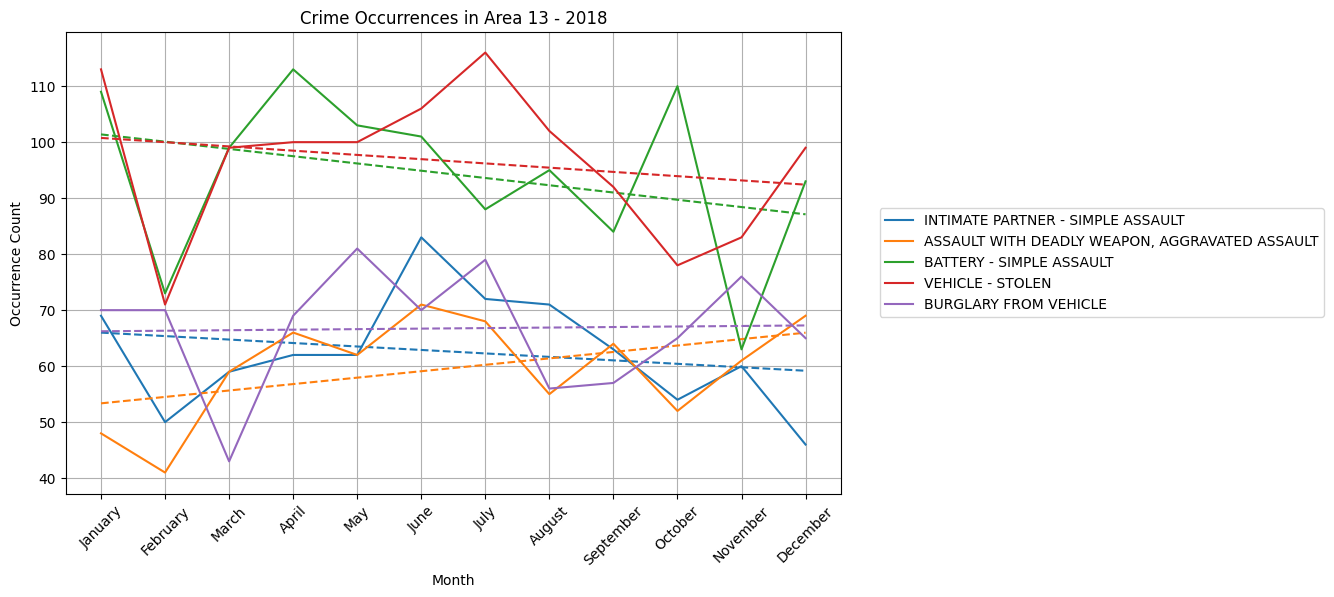 Crime Occurrences in Area 13 - 2018
Occurrence Count
110
100
90
80
70
60
50
40
January
February
March
April
May
June
July
August
September
October
November
December
Month
INTIMATE PARTNER - SIMPLE ASSAULT
ASSAULT WITH DEADLY WEAPON, AGGRAVATED ASSAULT
BATTERY - SIMPLE ASSAULT
VEHICLE - STOLEN
BURGLARY FROM VEHICLE